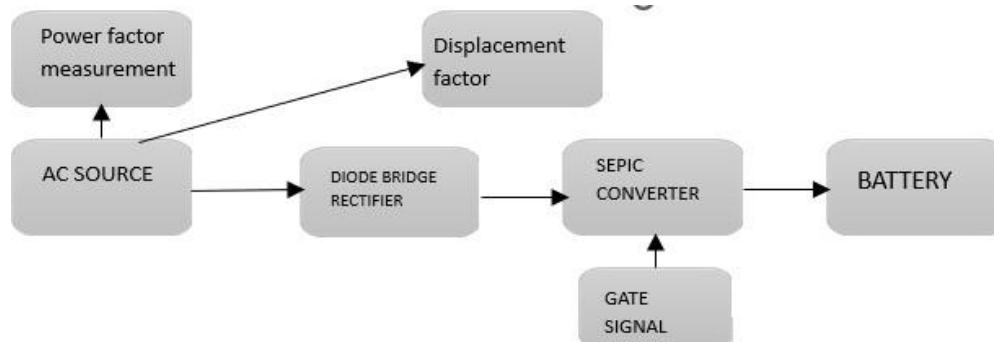 Power factor
measurement
Displacement
factor
AC SOURCE
DIODE BRIDGE
RECTIFIER
SEPIC
CONVERTER
BATTERY
GATE
SIGNAL